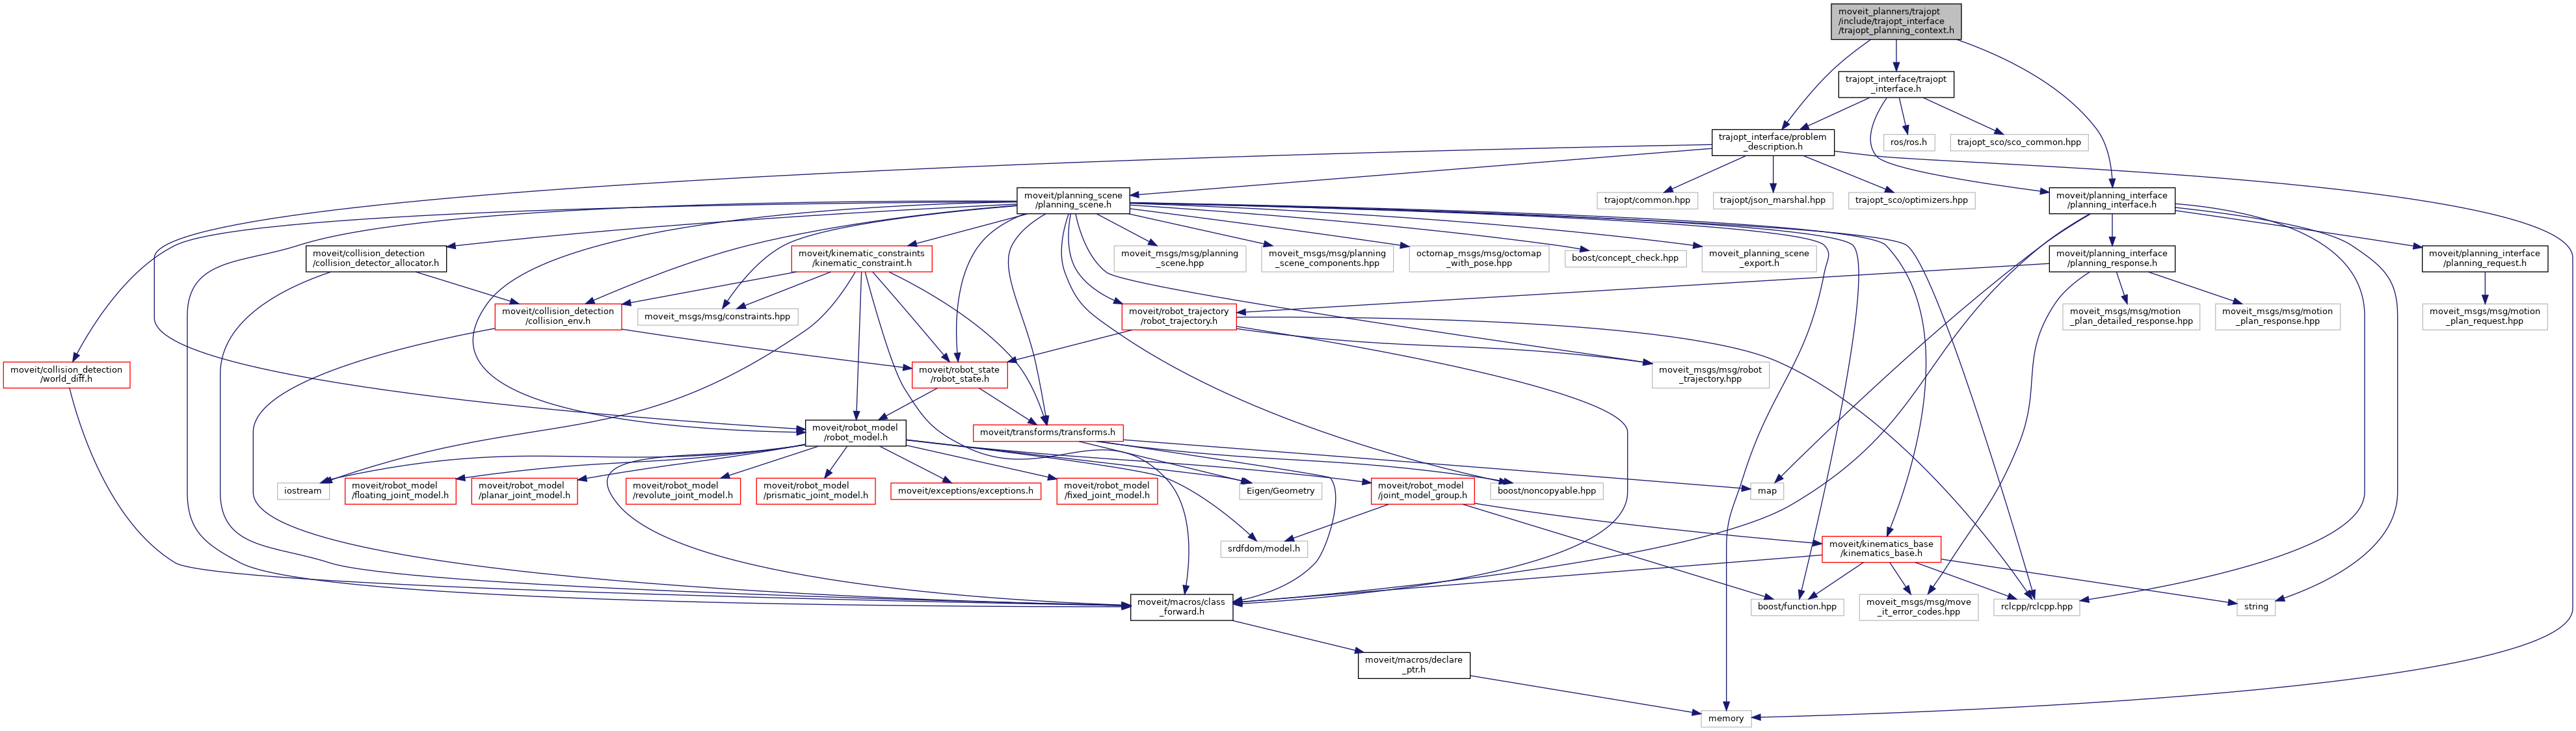 moveit_planners/trajopt
/include/trajopt_interface
/trajopt_planning_context.h
trajopt_interface/trajopt
_interface.h
trajopt_interface/problem
_description.h
ros/ros.h
trajopt_sco/sco_common.hpp
moveit/planning_scene
/planning_scene.h
trajopt/common.hpp
trajopt/json_marshal.hpp
trajopt_sco/optimizers.hpp
moveit/planning_interface
/planning_interface.h
moveit/collision_detection
/collision_detector_allocator.h
moveit/kinematic_constraints
/kinematic_constraint.h
moveit_msgs/msg/planning
_scene.hpp
moveit_msgs/msg/planning
_scene_components.hpp
octomap_msgs/msg/octomap
_with_pose.hpp
boost/concept_check.hpp
moveit_planning_scene
_export.h
moveit/planning_interface
/planning_response.h
moveit/planning_interface
/planning_request.h
moveit/collision_detection
/collision_env.h
moveit_msgs/msg/constraints.hpp
moveit/robot_trajectory
/robot_trajectory.h
moveit_msgs/msg/motion
_plan_detailed_response.hpp
moveit_msgs/msg/motion
_plan_response.hpp
moveit_msgs/msg/motion
_plan_request.hpp
moveit/collision_detection
/world_diff.h
moveit/robot_state
/robot_state.h
moveit_msgs/msg/robot
_trajectory.hpp
moveit/robot_model
/robot_model.h
moveit/transforms/transforms.h
iostream
moveit/robot_model
/floating_joint_model.h
moveit/robot_model
/planar_joint_model.h
moveit/robot_model
/revolute_joint_model.h
moveit/robot_model
/prismatic_joint_model.h
moveit/exceptions/exceptions.h
moveit/robot_model
/fixed_joint_model.h
Eigen/Geometry
moveit/robot_model
/joint_model_group.h
boost/noncopyable.hpp
map
srdfdom/model.h
moveit/kinematics_base
/kinematics_base.h
moveit/macros/class
_forward.h
boost/function.hpp
moveit_msgs/msg/move
_it_error_codes.hpp
rclcpp/rclcpp.hpp
string
moveit/macros/declare
_ptr.h
memory